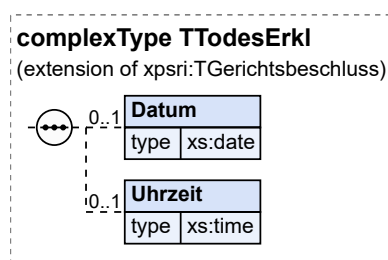 complexType TTodesErkl
(extension of xpsri:TGerichtsbeschluss)
0..1 Datum
type xs:date
0..1 Uhrzeit
type xs:time